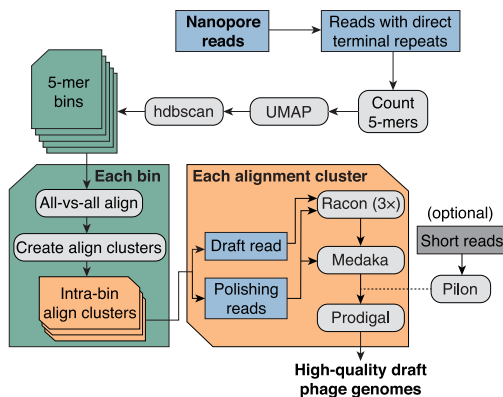 Nanopore
reads
Reads with direct
terminal repeats
5-mer
bins
hdbscan
UMAP
Count
5-mers
Each bin
All-vs-all align
Create align clusters
Intra-bin
align clusters
Each alignment cluster
Draft read
Polishing
reads
Racon (3×)
Medaka
Prodigal
(optional)
Short reads
Pilon
High-quality draft
phage genomes